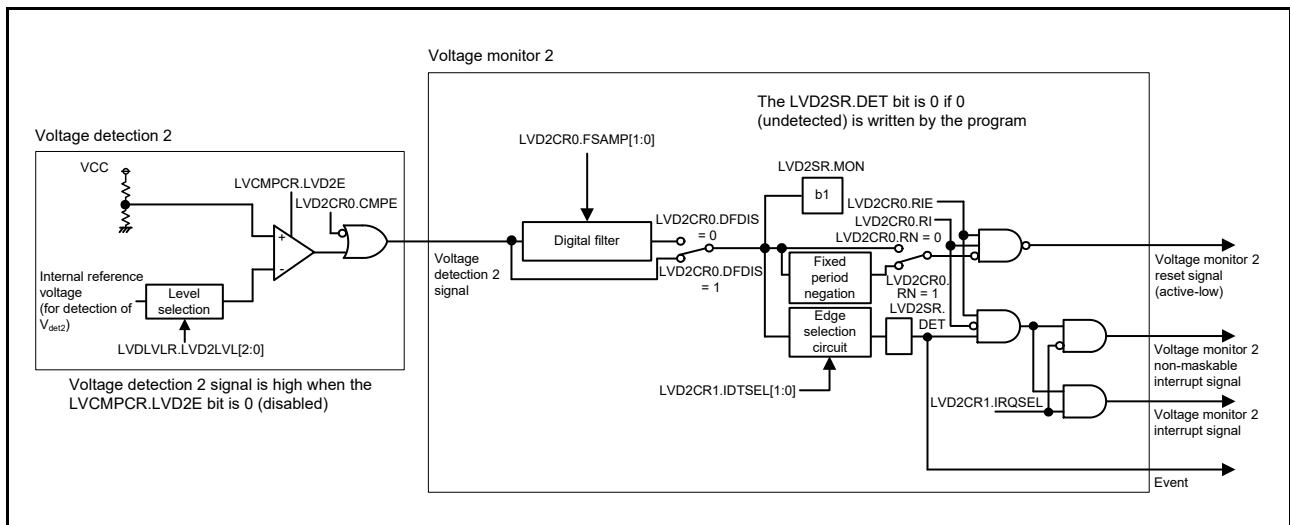 Voltage monitor 2
The LVD2SR.DET bit is 0 if 0
(undetected) is written by the program
Voltage detection 2
VCC
LVCMPCR.LVD2E
LVD2CR0.CMPE
+
-
Internal reference
voltage
(for detection of
Vdet2)
Level
selection
LVDLVLR.LVD2LVL[2:0]
Voltage detection 2 signal is high when the
LVCMPCR.LVD2E bit is 0 (disabled)
LVD2CR0.FSAMP[1:0]
Digital filter
Voltage
detection 2
signal
LVD2CR0.DFDIS
= 0
LVD2CR0.DFDIS
= 1
LVD2SR.MON
b1
LVD2CR0.RIE
LVD2CR0.RI
LVD2CR0.RN = 0
Fixed
period
negation
LVD2CR0.
RN = 1
LVD2SR.
DET
Edge
selection
circuit
LVD2CR1.IDTSEL[1:0]
LVD2CR1.IRQSEL
Voltage monitor 2
reset signal
(active-low)
Voltage monitor 2
non-maskable
interrupt signal
Voltage monitor 2
interrupt signal
Event